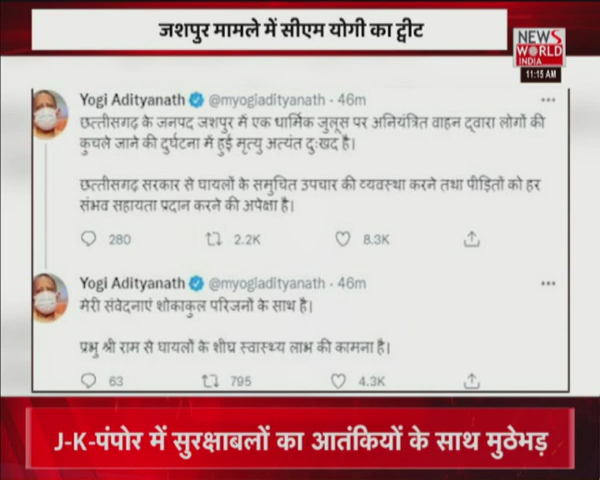 जशपुर मामले में सीएम योगी का ट्वीट
NEWS
WORLD
INDIA
11:15 AM
Yogi Adityanath @myogiadityanath · 46m
छत्तीसगढ़ के जनपद जशपुर में एक धार्मिक जुलूस पर अनियंत्रित वाहन द्वारा लोगों की
कुचले जाने की दुर्घटना में हुई मृत्यु अत्यंत दुःखद है।
छत्तीसगढ़ सरकार से घायलों के समुचित उपचार की व्यवस्था करने तथा पीड़ितों को हर
संभव सहायता प्रदान करने की अपेक्षा है।
280 2.2K 8.3K
Yogi Adityanath @myogiadityanath · 46m
मेरी संवेदनाएं शोकाकुल परिजनों के साथ है।
प्रभु श्री राम से घायलों के शीघ्र स्वास्थ्य लाभ की कामना है।
63 795 4.3K
J-K-पंपोर में सुरक्षाबलों का आतंकियों के साथ मुठेभड़